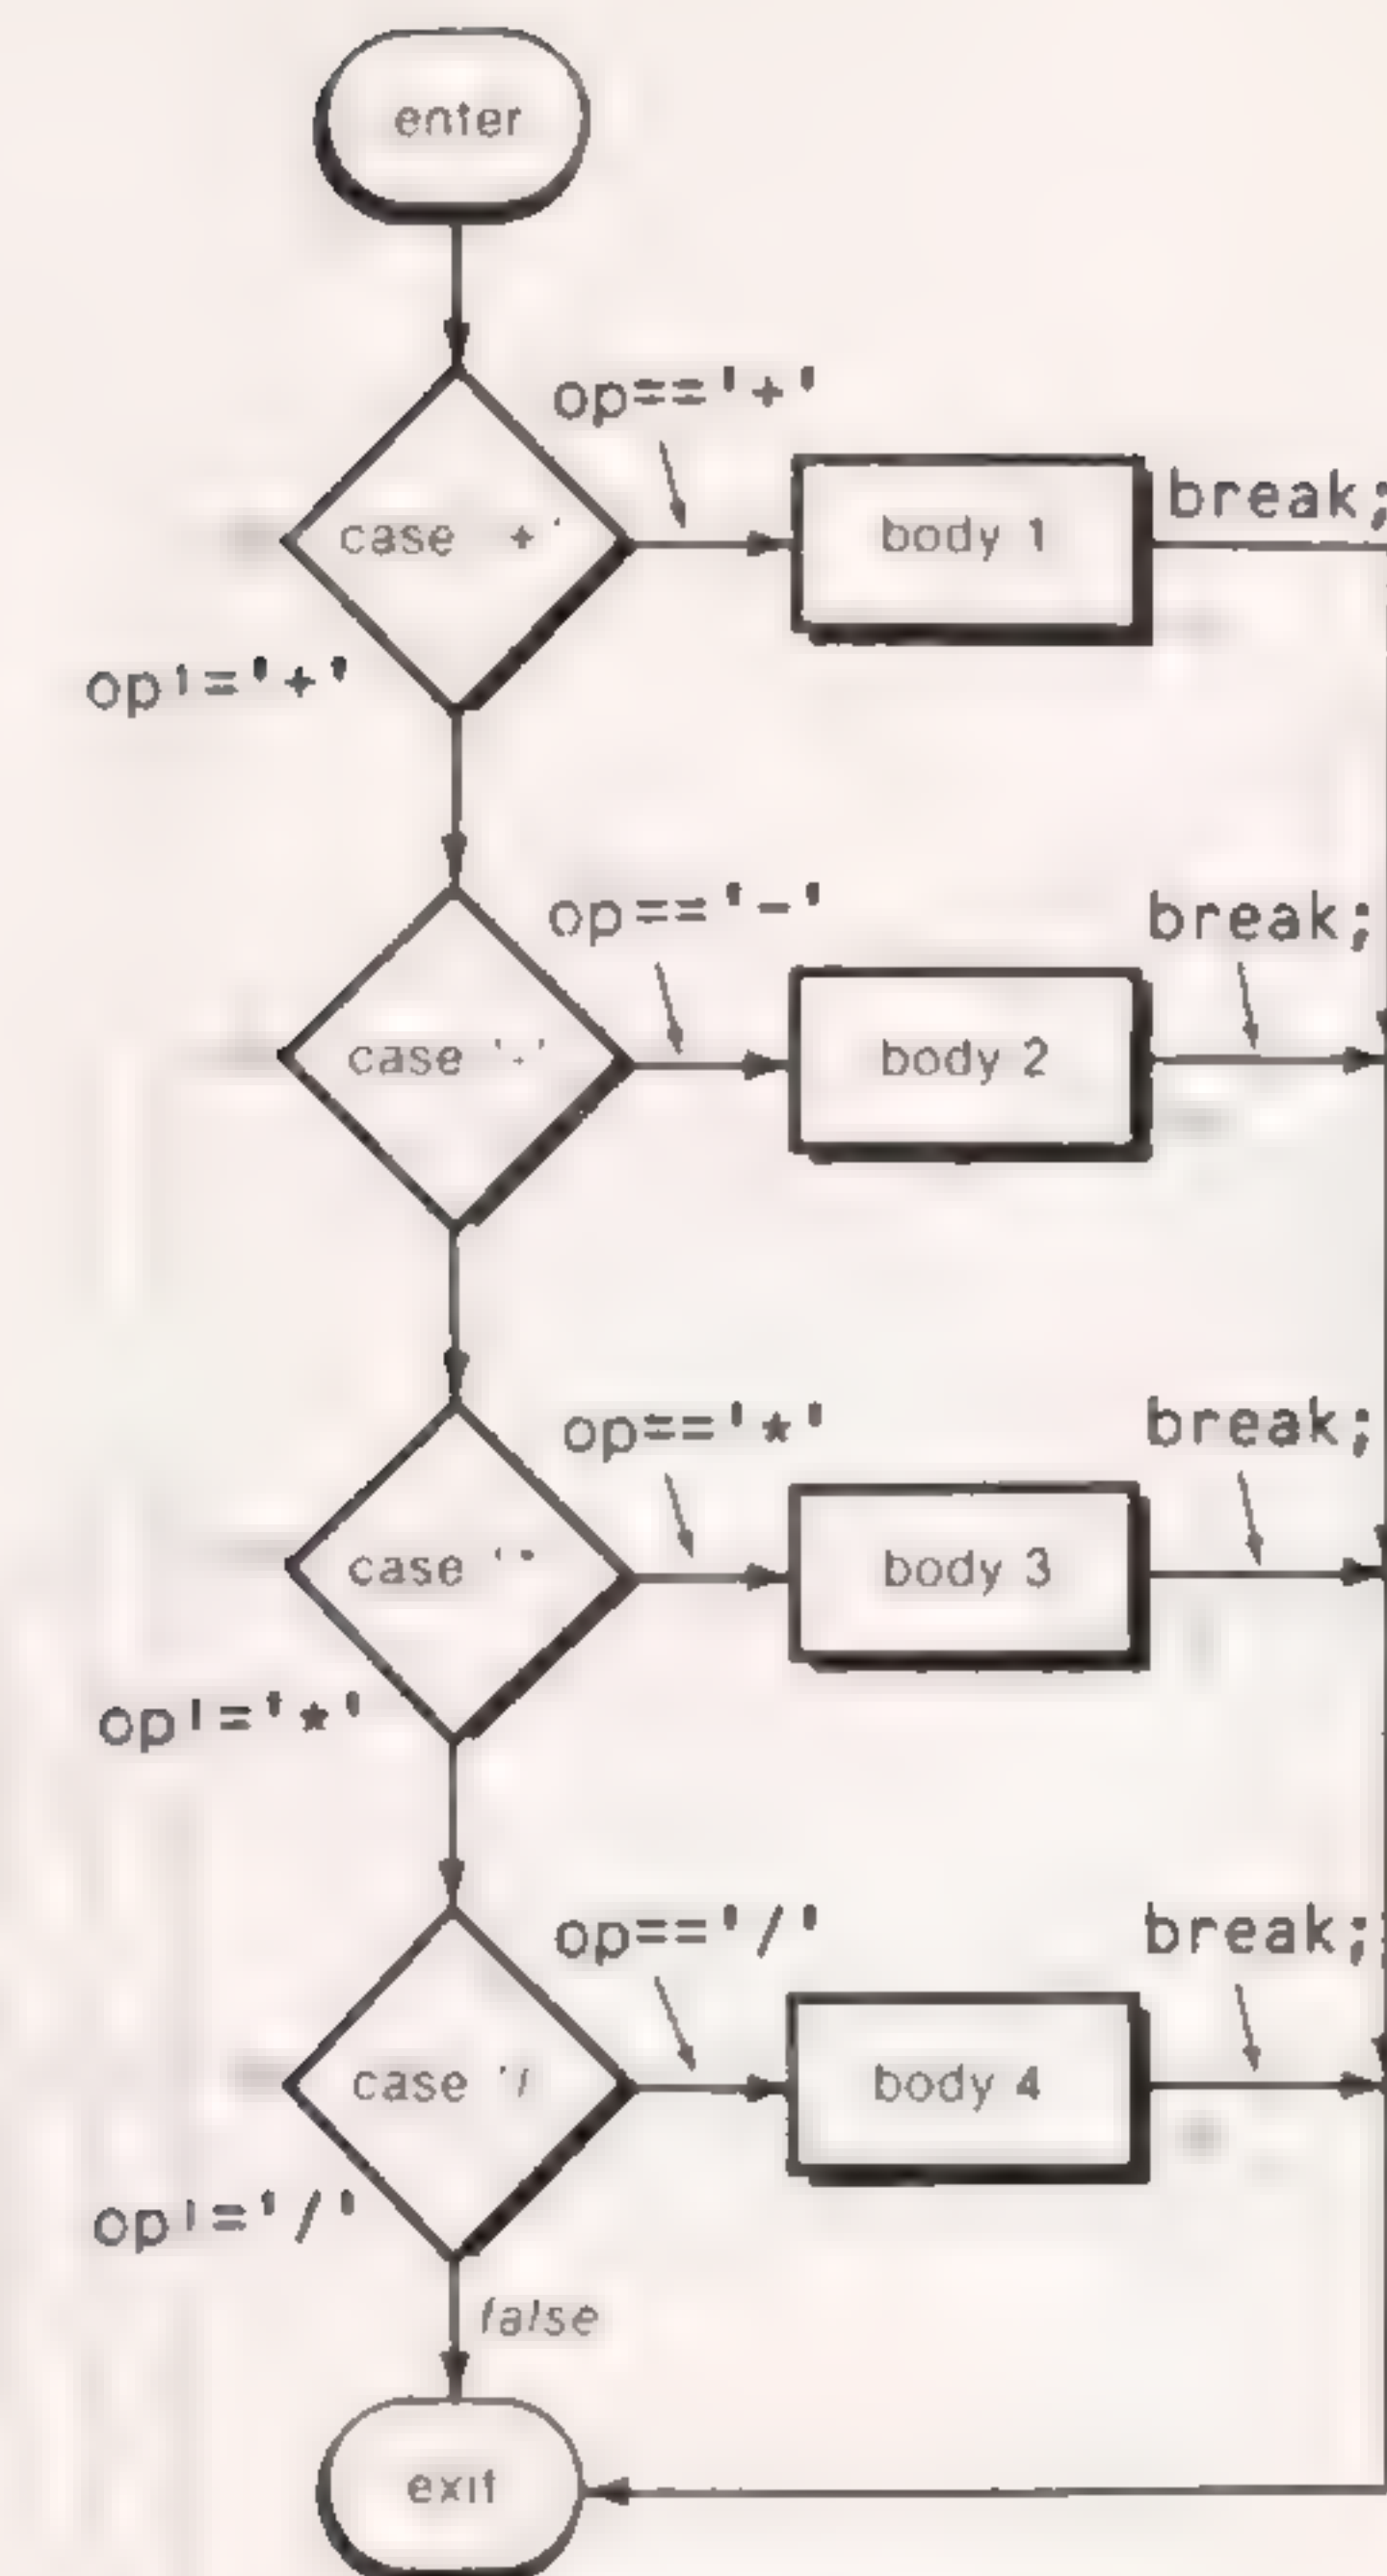 enter
op=='+'
case '+'
body 1
break;
op!='+'
op=='-'
break;
case '-'
body 2
op=='*'
break;
case '*
body 3
op!='*'
op=='/'
break;
case '/
body 4
op!='/'
false
exit